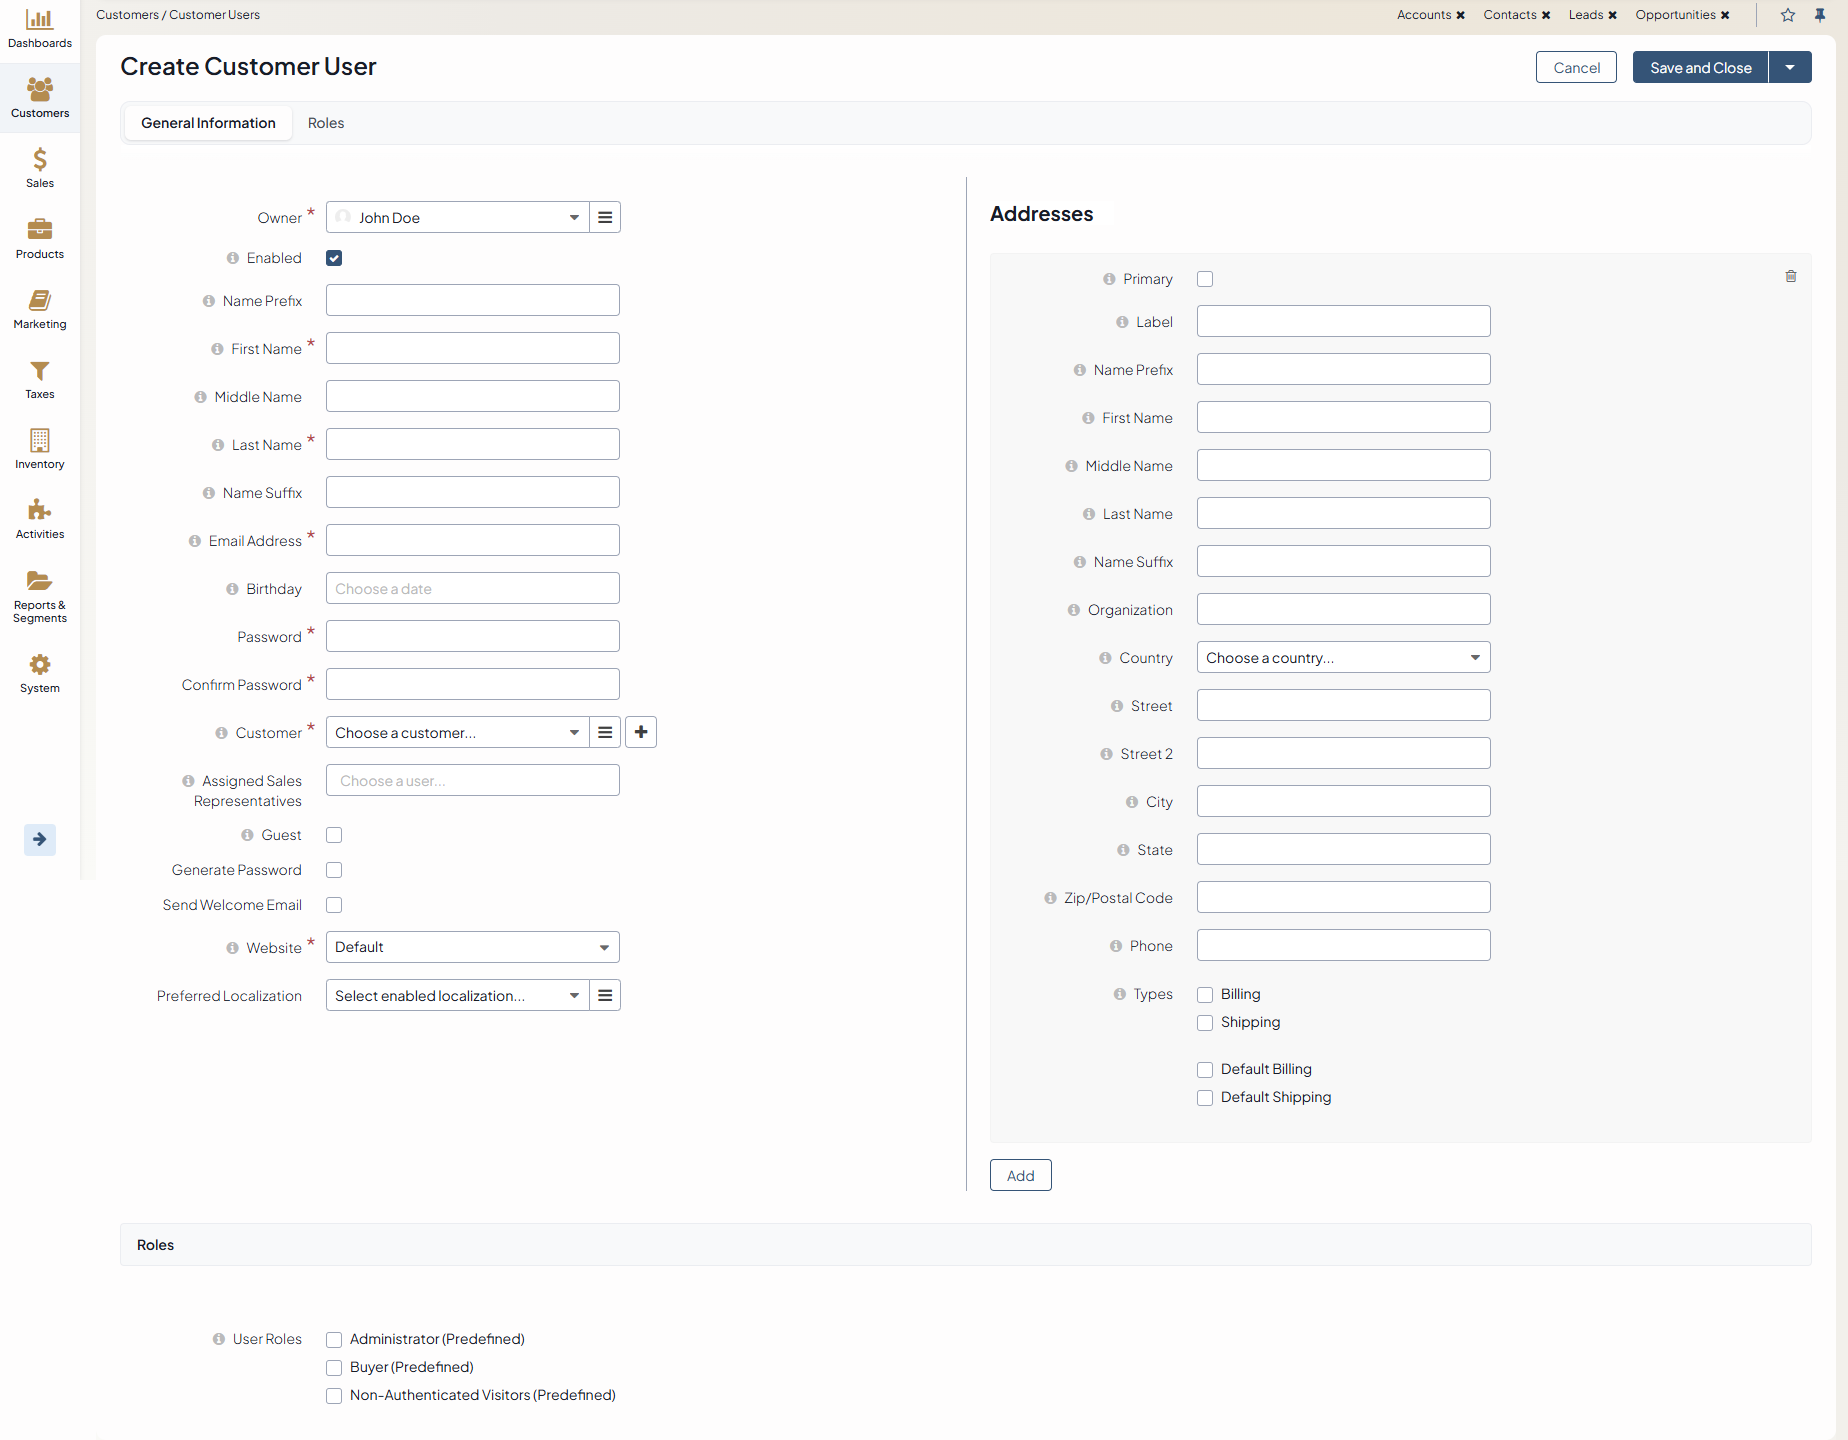 Dashboards
Customers
Sales
Products
Marketing
Taxes
Inventory
Activities
Reports &
Segments
System
Customers / Customer Users
Accounts ✖ Contacts ✖ Leads ✖ Opportunities ✖
Create Customer User
Cancel
Save and Close
General Information
Roles
Owner *
John Doe
Enabled
Name Prefix
First Name *
Middle Name
Last Name *
Name Suffix
Email Address *
Birthday
Choose a date
Password *
Confirm Password *
Customer *
Choose a customer...
Assigned Sales
Representatives
Choose a user...
Guest
Generate Password
Send Welcome Email
Website *
Default
Preferred Localization
Select enabled localization...
Addresses
Primary
Label
Name Prefix
First Name
Middle Name
Last Name
Name Suffix
Organization
Country
Choose a country...
Street
Street 2
City
State
Zip/Postal Code
Phone
Types
Billing
Shipping
Default Billing
Default Shipping
Add
Roles
User Roles
Administrator (Predefined)
Buyer (Predefined)
Non-Authenticated Visitors (Predefined)